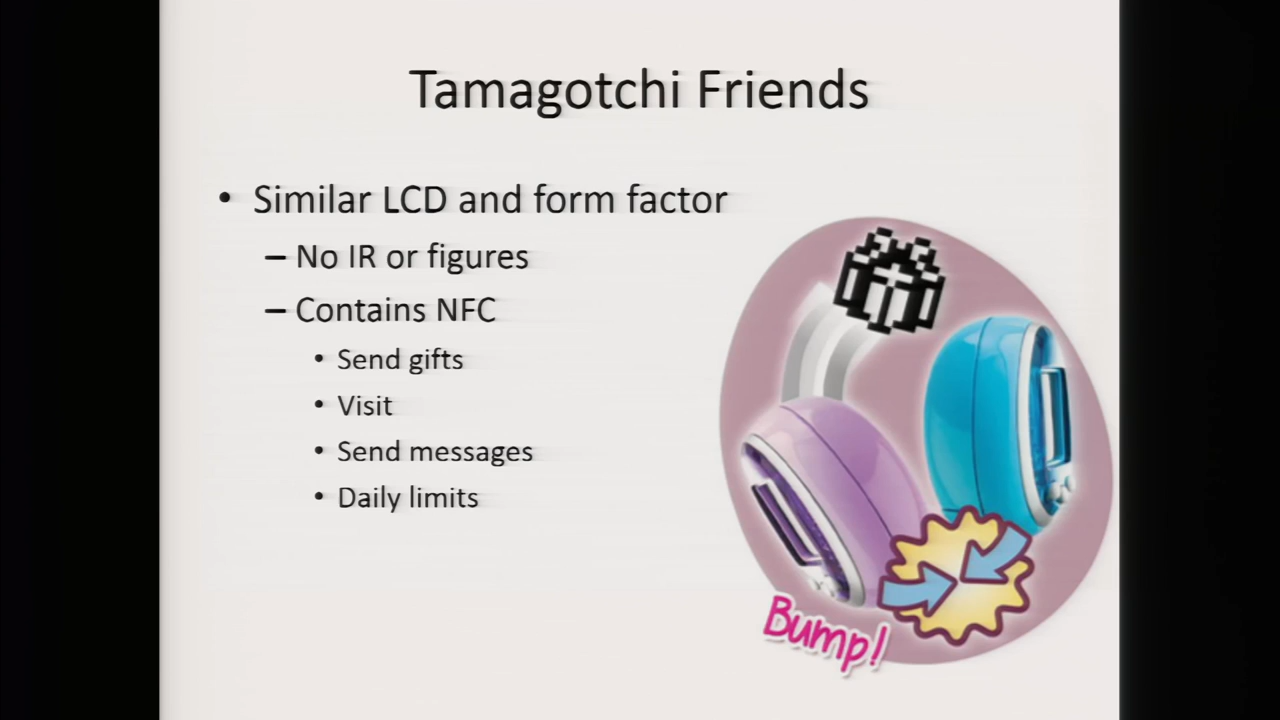 Tamagotchi Friends
• Similar LCD and form factor
– No IR or figures
– Contains NFC
• Send gifts
• Visit
• Send messages
• Daily limits
Bump!